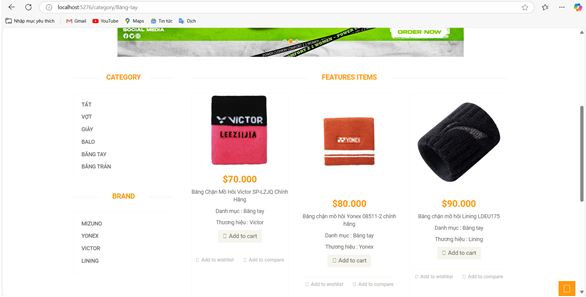 localhost:5276/category/Băng-tay
Nhập mục yêu thích
Gmail
YouTube
Maps
Tin tức
Dịch
SOCIAL MEDIA
ORDER NOW
CATEGORY
TẤT
VỢT
GIÀY
BALO
BĂNG TAY
BĂNG TRÁN
BRAND
MIZUNO
YONEX
VICTOR
LINING
FEATURES ITEMS
VICTOR
LEEZIIJIA
$70.000
Băng Chặn Mồ Hôi Victor SP-LZJQ Chính
Hãng
Danh mục : Băng tay
Thương hiệu : Victor
Add to cart
Add to wishlist
Add to compare
YONEX
$80.000
Băng chặn mồ hôi Yonex 08511-2 chính
hãng
Danh mục : Băng tay
Thương hiệu : Yonex
Add to cart
Add to wishlist
Add to compare
$90.000
Băng chặn mồ hôi Lining LDEU175
Danh mục : Băng tay
Thương hiệu : Lining
Add to cart
Add to wishlist
Add to compare